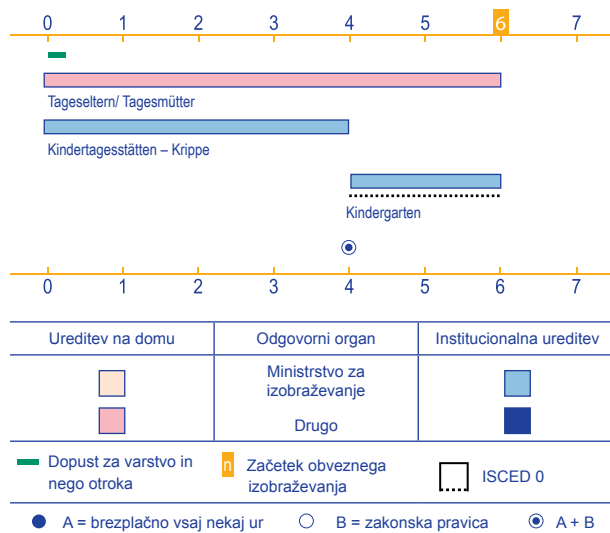 0 1 2 3 4 5 6 7
Tageseltern/ Tagesmütter
Kindertagesstätten – Krippe
Kindergarten
0 1 2 3 4 5 6 7
Ureditev na domu Odgovorni organ Institucionalna ureditev
Ministrstvo za
izobraževanje
Drugo
Dopust za varstvo in
nego otroka
n Začetek obveznega
izobraževanja
ISCED 0
A = brezplačno vsaj nekaj ur B = zakonska pravica A + B